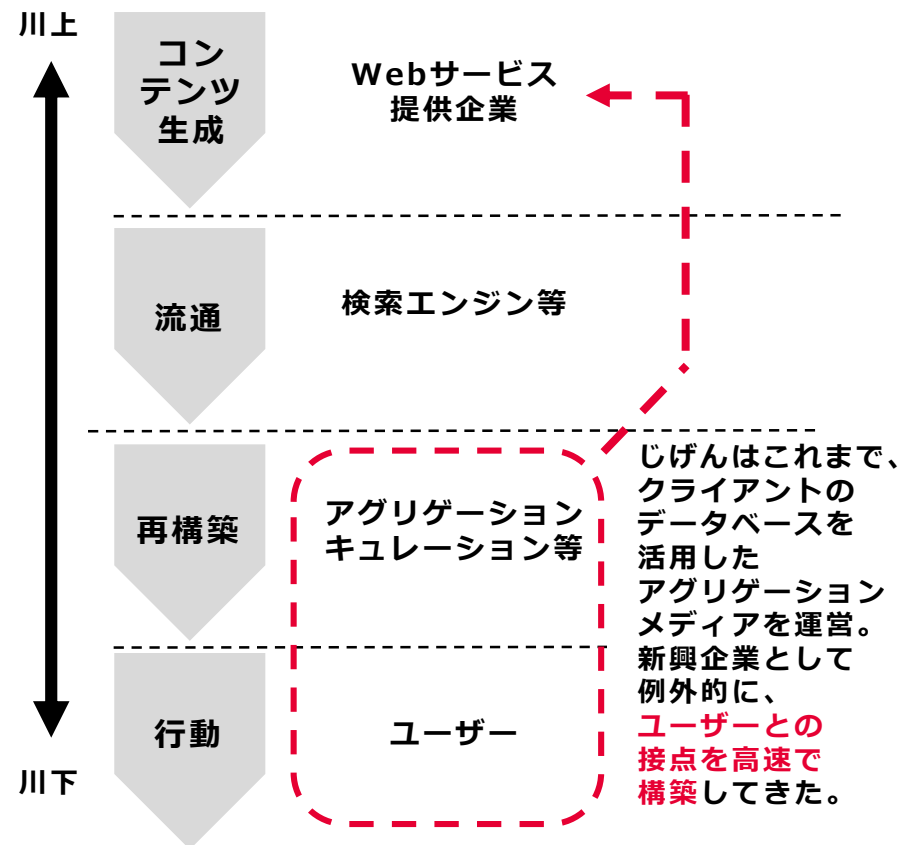 川上
コン
テンツ
生成
Webサービス
提供企業
流通
検索エンジン等
再構築
アグリゲーション
キュレーション等
じげんはこれまで、
クライアントの
データベースを
活用した
アグリゲーション
メディアを運営。
新興企業として
例外的に、
ユーザーとの
接点を高速で
構築してきた。
行動
ユーザー
川下